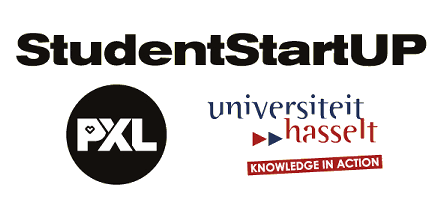 StudentStartUP
PXL
universiteit
hasselt
KNOWLEDGE IN ACTION